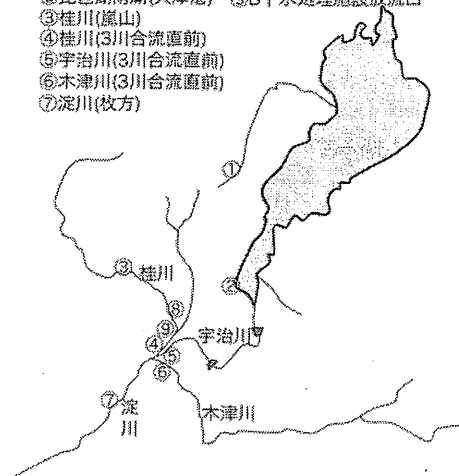 ③桂川(嵐山)
④桂川(3川合流直前)
⑤宇治川(3川合流直前)
⑥木津川(3川合流直前)
⑦淀川(枚方)
①
②
③
桂川
⑧
⑨
④
⑤
⑥
宇治川
⑦
淀川
木津川